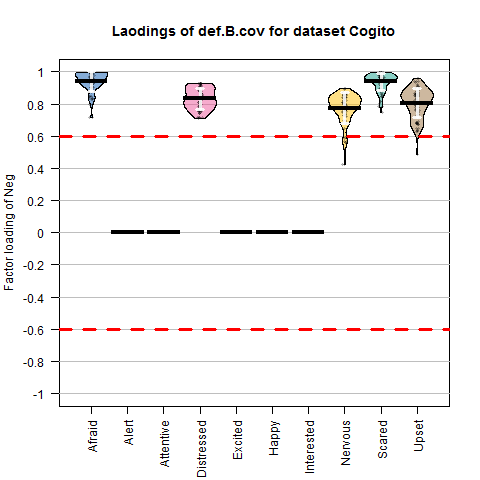 Laodings of def.B.cov for dataset Cogito
Factor loading of Neg
1
0.8
0.6
0.4
0.2
0
-0.2
-0.4
-0.6
-0.8
-1
Afraid
Alert
Attentive
Distressed
Excited
Happy
Interested
Nervous
Scared
Upset